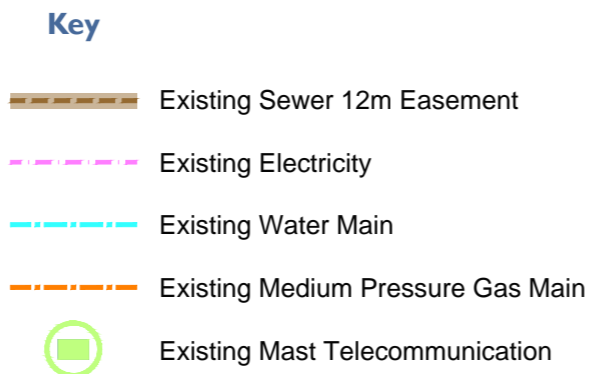 Key
Existing Sewer 12m Easement
Existing Electricity
Existing Water Main
Existing Medium Pressure Gas Main
Existing Mast Telecommunication